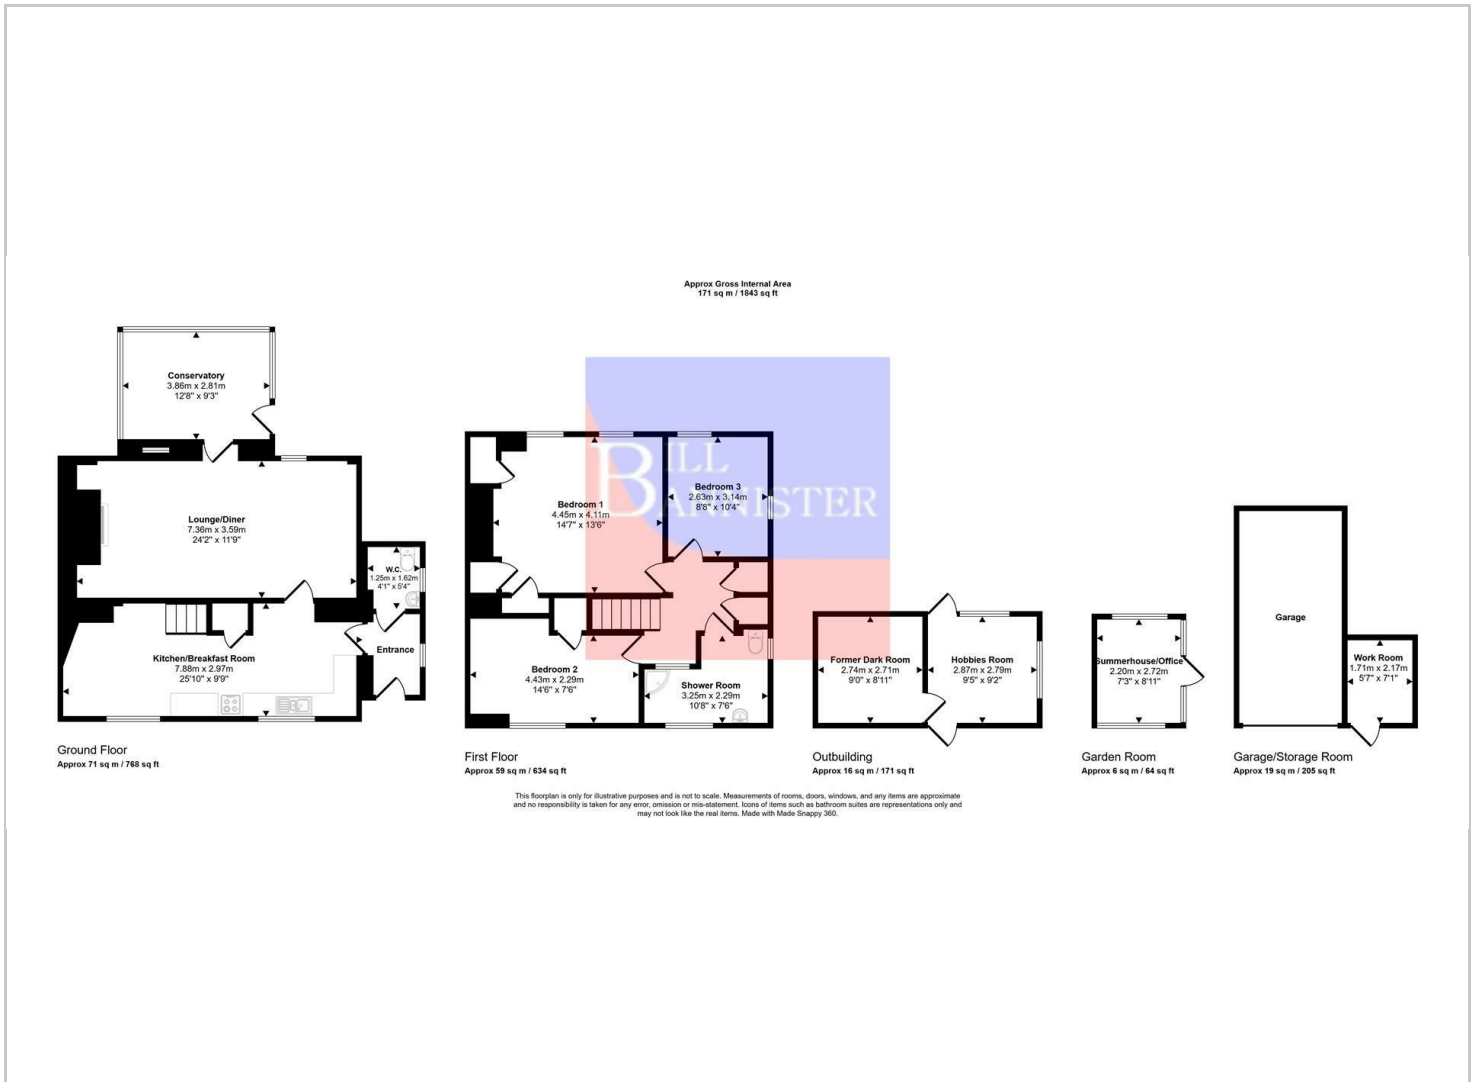 Approx Gross Internal Area
171 sq m / 1843 sq ft
Conservatory
3.86m x 2.81m
12'8" x 9'3"
Lounge/Diner
7.36m x 3.59m
24'2" x 11'9"
W.C.
1.25m x 1.62m
4'1" x 5'4"
Entrance
Kitchen/Breakfast Room
7.88m x 2.97m
25'10" x 9'9"
Ground Floor
Approx 71 sq m / 768 sq ft
BILL
BANNISTER
Bedroom 1
4.45m x 4.11m
14'7" x 13'6"
Bedroom 3
2.63m x 3.14m
8'8" x 10'4"
Bedroom 2
4.43m x 2.29m
14'6" x 7'6"
Shower Room
3.25m x 2.29m
10'8" x 7'6"
First Floor
Approx 59 sq m / 634 sq ft
Former Dark Room
2.74m x 2.71m
9'0" x 8'11"
Hobbies Room
2.87m x 2.79m
9'5" x 9'2"
Outbuilding
Approx 16 sq m / 171 sq ft
Summerhouse/Office
2.20m x 2.72m
7'3" x 8'11"
Garden Room
Approx 6 sq m / 64 sq ft
Garage
Work Room
1.71m x 2.17m
5'7" x 7'1"
Garage/Storage Room
Approx 19 sq m / 205 sq ft
This floorplan is only for illustrative purposes and is not to scale. Measurements of rooms, doors, windows, and any items are approximate
and no responsibility is taken for any error, omission or mis-statement. Icons of items such as bathroom suites are representations only and
may not look like the real items. Made with Made Snappy 360.